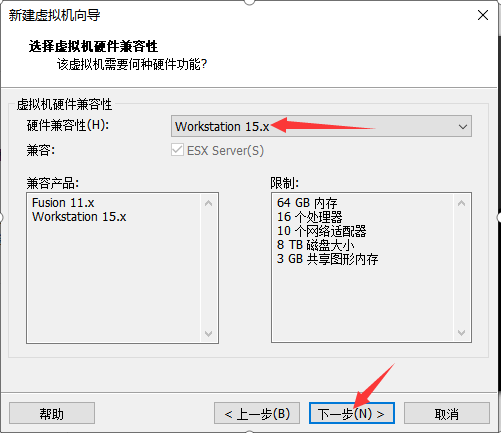 新建虚拟机向导
选择虚拟机硬件兼容性
该虚拟机需要何种硬件功能?
虚拟机硬件兼容性
硬件兼容性(H): Workstation 15.x
兼容: ESX Server(S)
兼容产品:
Fusion 11.x
Workstation 15.x
限制:
64 GB 内存
16 个处理器
10 个网络适配器
8 TB 磁盘大小
3 GB 共享图形内存
帮助 < 上一步(B) 下一步(N) > 取消